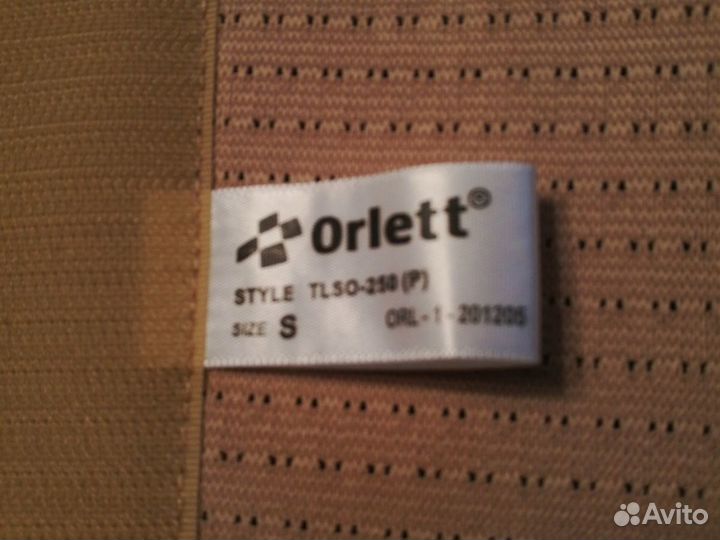 Orlett®
STYLE TLSO-250 (P)
SIZE S ORL-1-201205
Avito